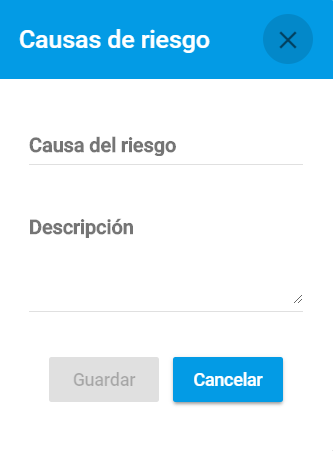 Causas de riesgo
Causa del riesgo
Descripción
Guardar
Cancelar